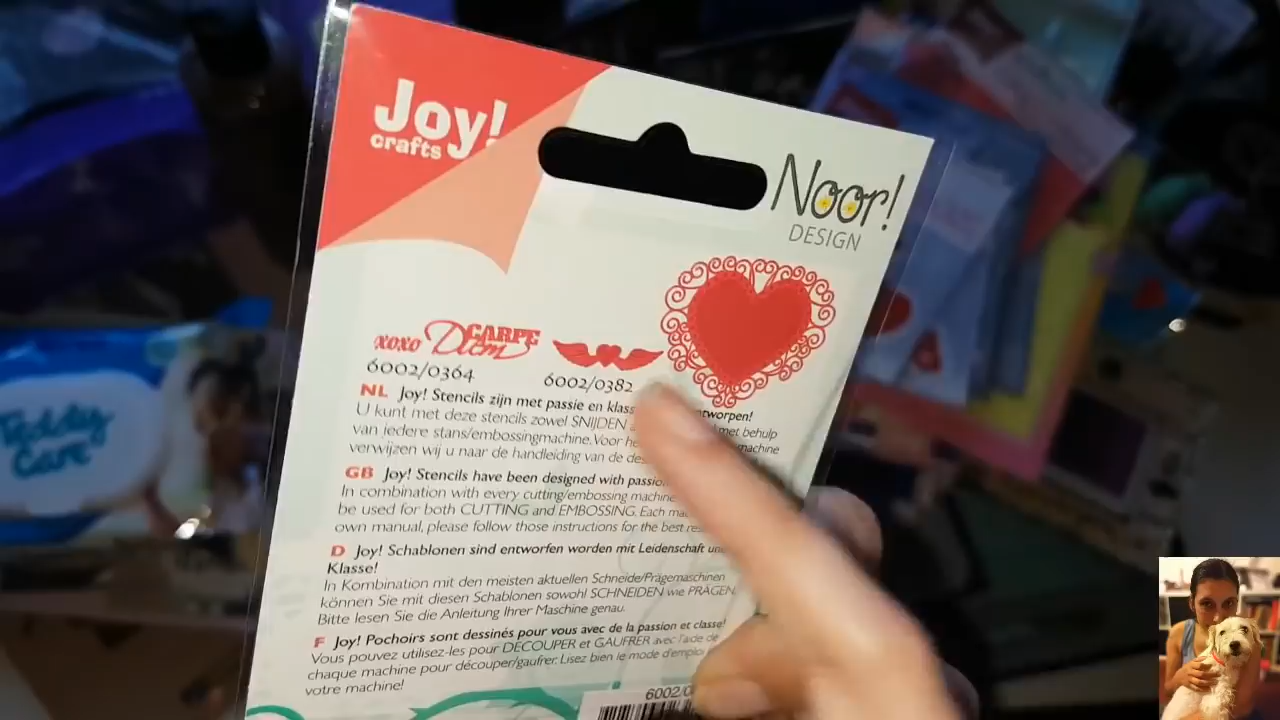 Joy!
crafts
Noor!
DESIGN
xoxo Carpe Diem
6002/0364
6002/0382
NL Joy! Stencils zijn met passie en
U kunt met deze stencils zowel SNIJDEN
van iedere stans/embossingmachine. Voor
met behulp
machine
verwijzen wij u naar de handleiding van de
GB Joy! Stencils have been designed with
In combination with every cutting/embossing machine
be used for both CUTTING and EMBOSSING. Each
own manual, please follow those instructions for the best
D Joy! Schablonen sind entworfen worden mit Leidenschaft
Klasse!
In Kombination mit den meisten aktuellen Schneide/Prägemaschinen
können Sie mit diesen Schablonen sowohl SCHNEIDEN wie PRÄGEN.
Bitte lesen Sie die Anleitung Ihrer Maschine genau.
F Joy! Pochoirs sont dessinés pour vous avec de la passion et classe!
Vous pouvez utilisez-les pour DÉCOUPER et GAUFRER avec l'aide de
chaque machine pour découper/gaufrer. Lisez bien le mode d'emploi
votre machine!
Teddy
Care